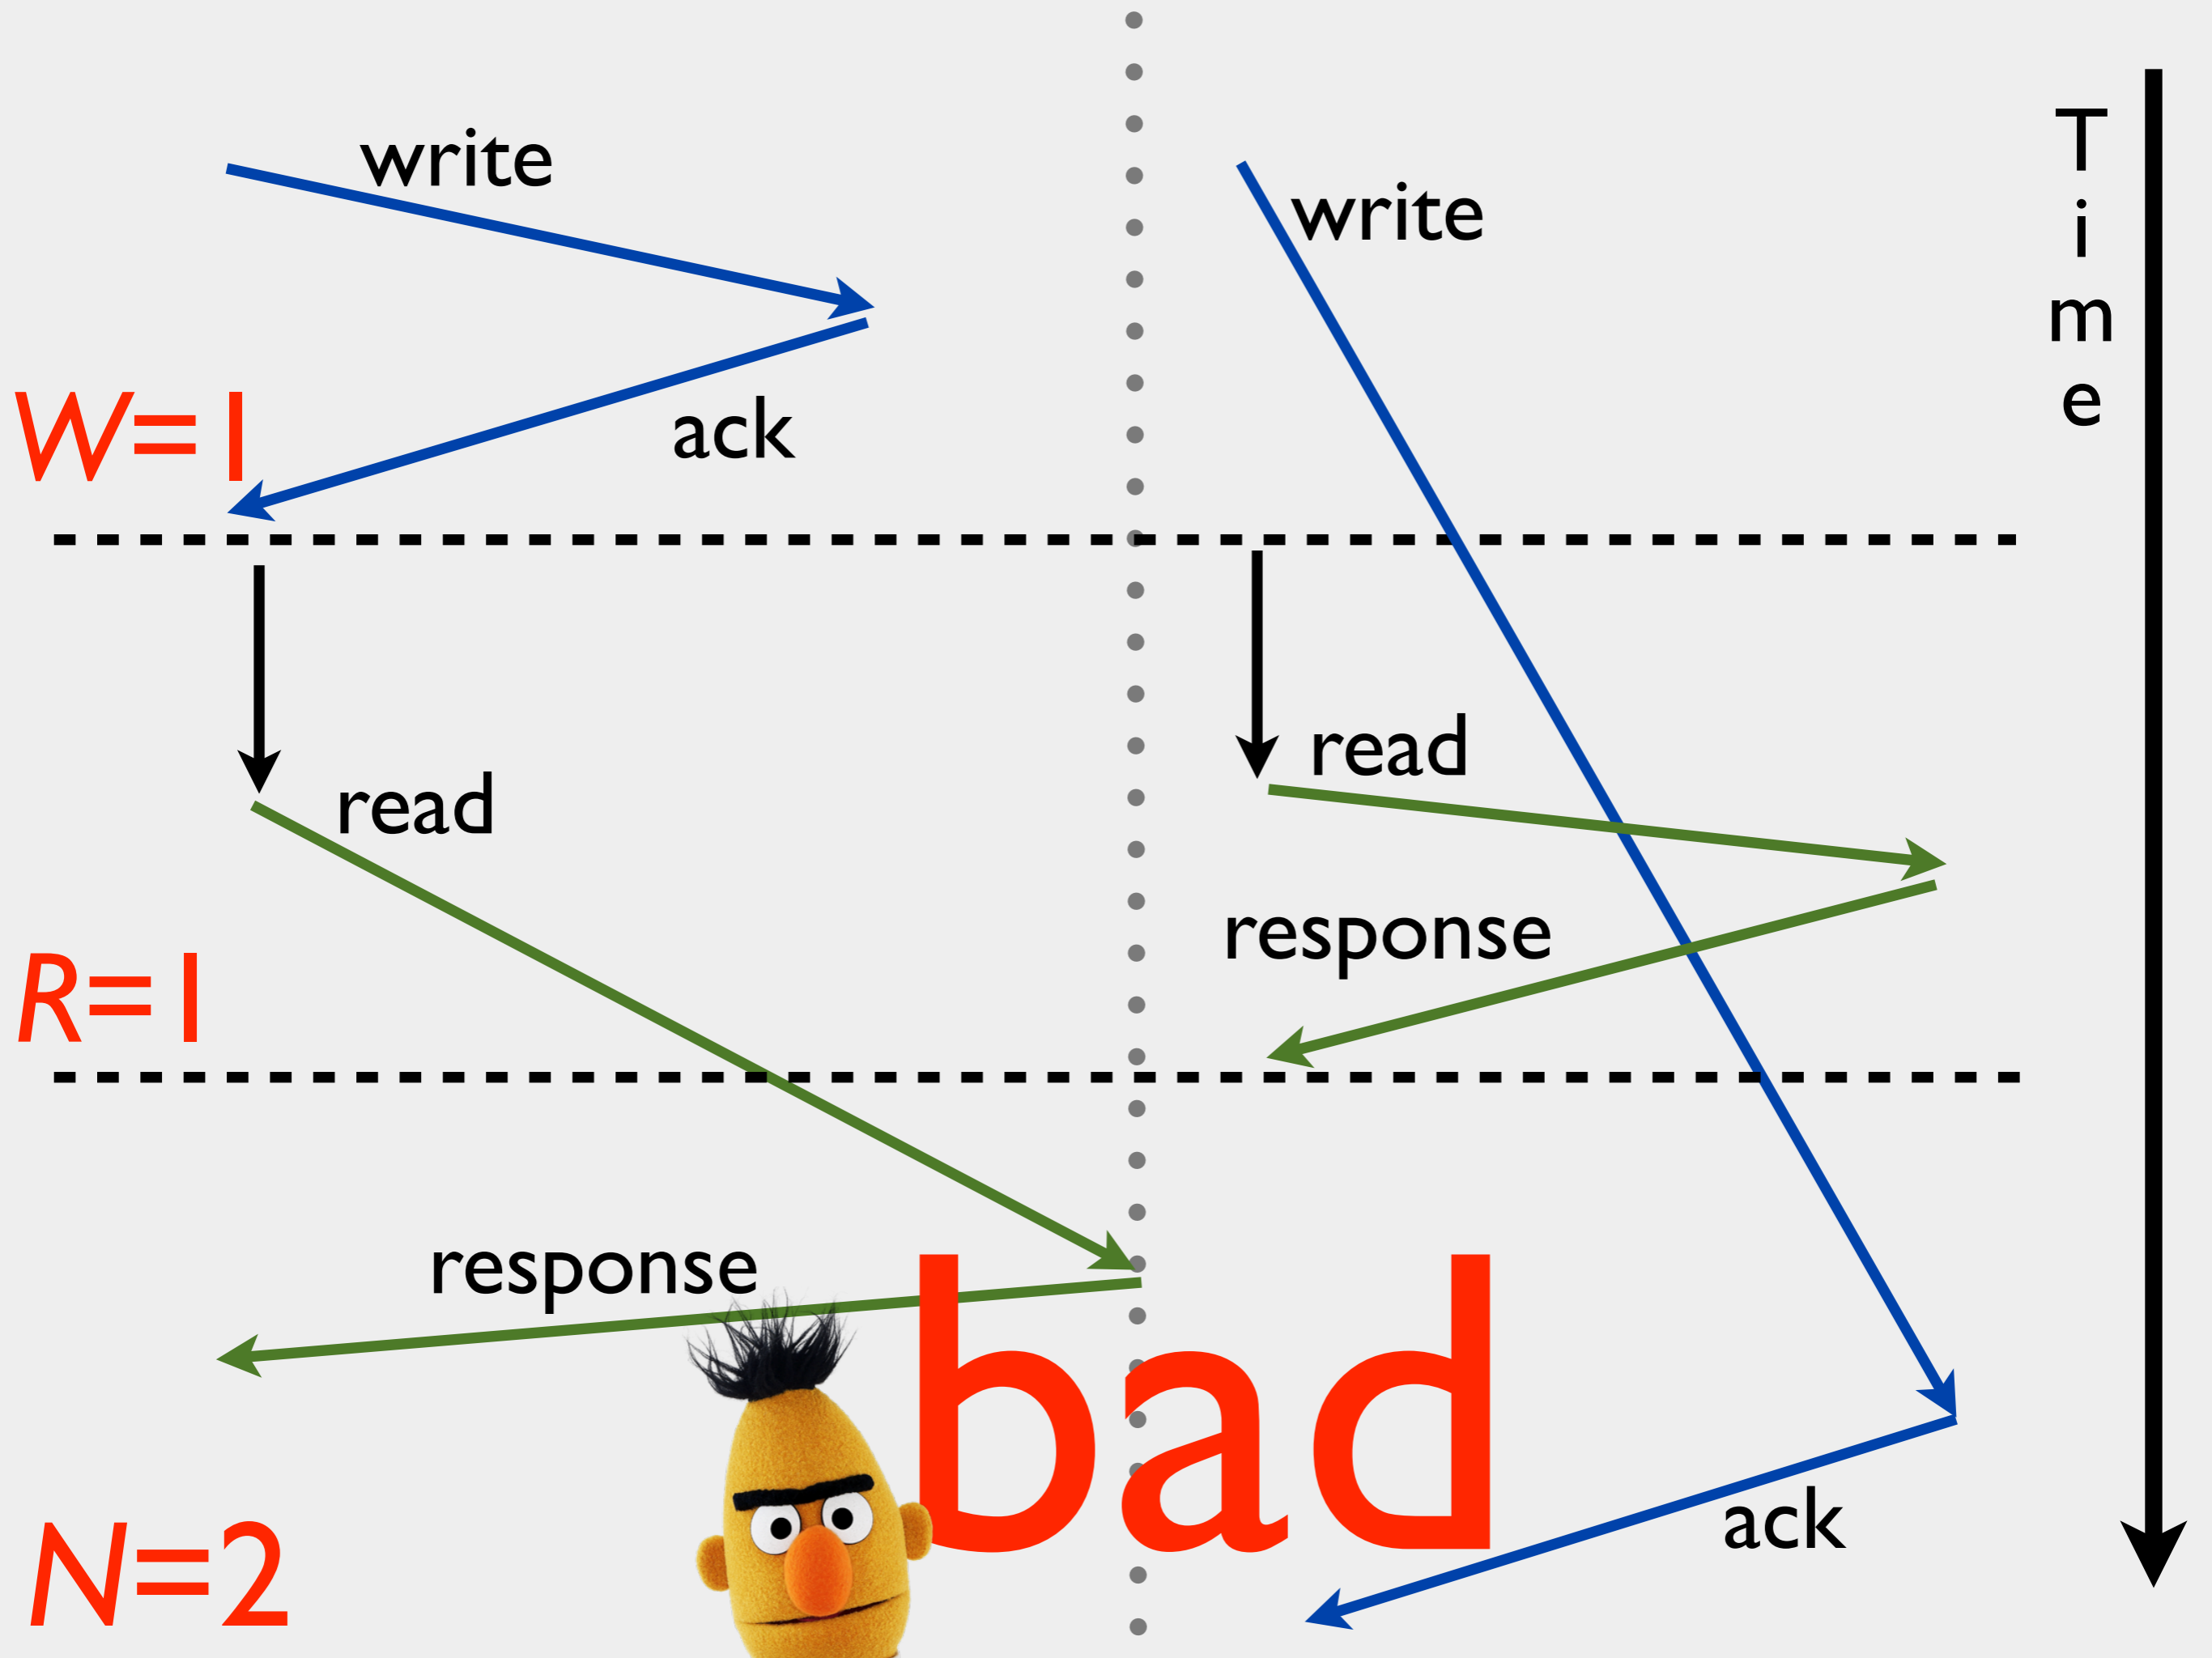 write
ack
W=1
read
R=1
response
N=2
write
read
response
bad
ack
Time